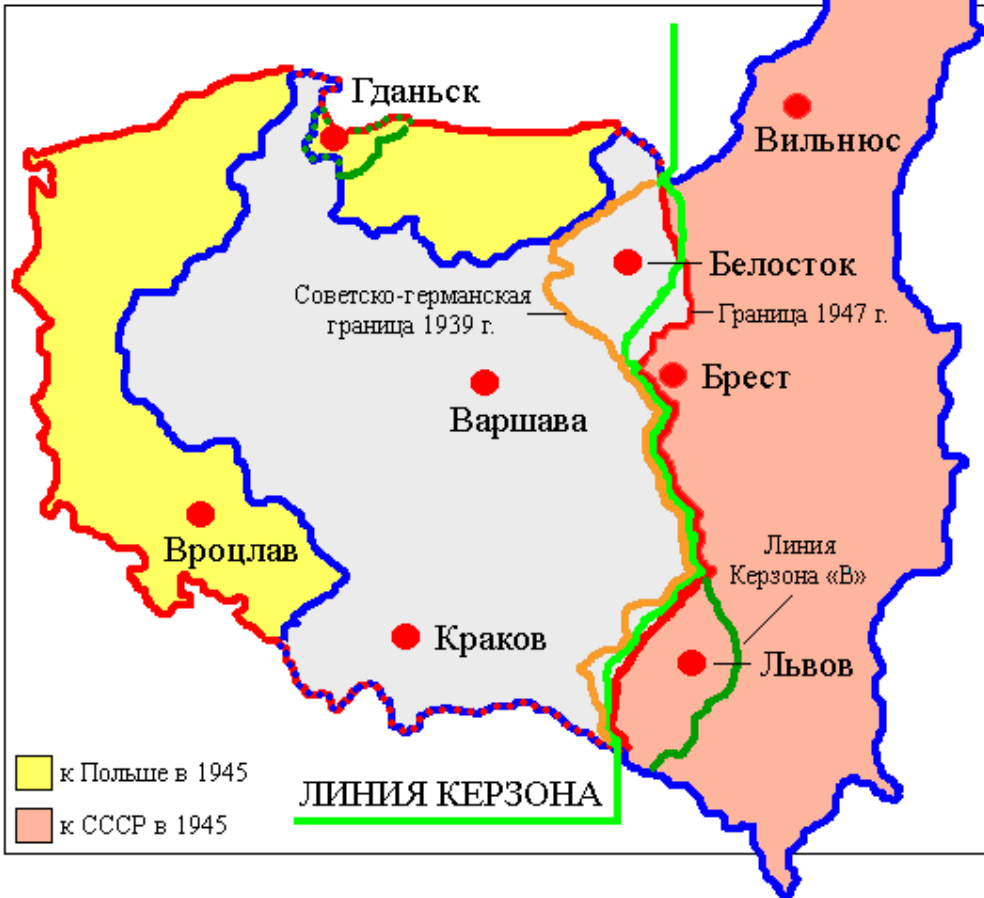 Гданьск
Вильнюс
Белосток
Советско-германская
граница 1939 г.
Граница 1947 г.
Брест
Варшава
Вроцлав
Линия
Керзона «В»
Краков
Львов
к Польше в 1945
ЛИНИЯ КЕРЗОНА
к СССР в 1945